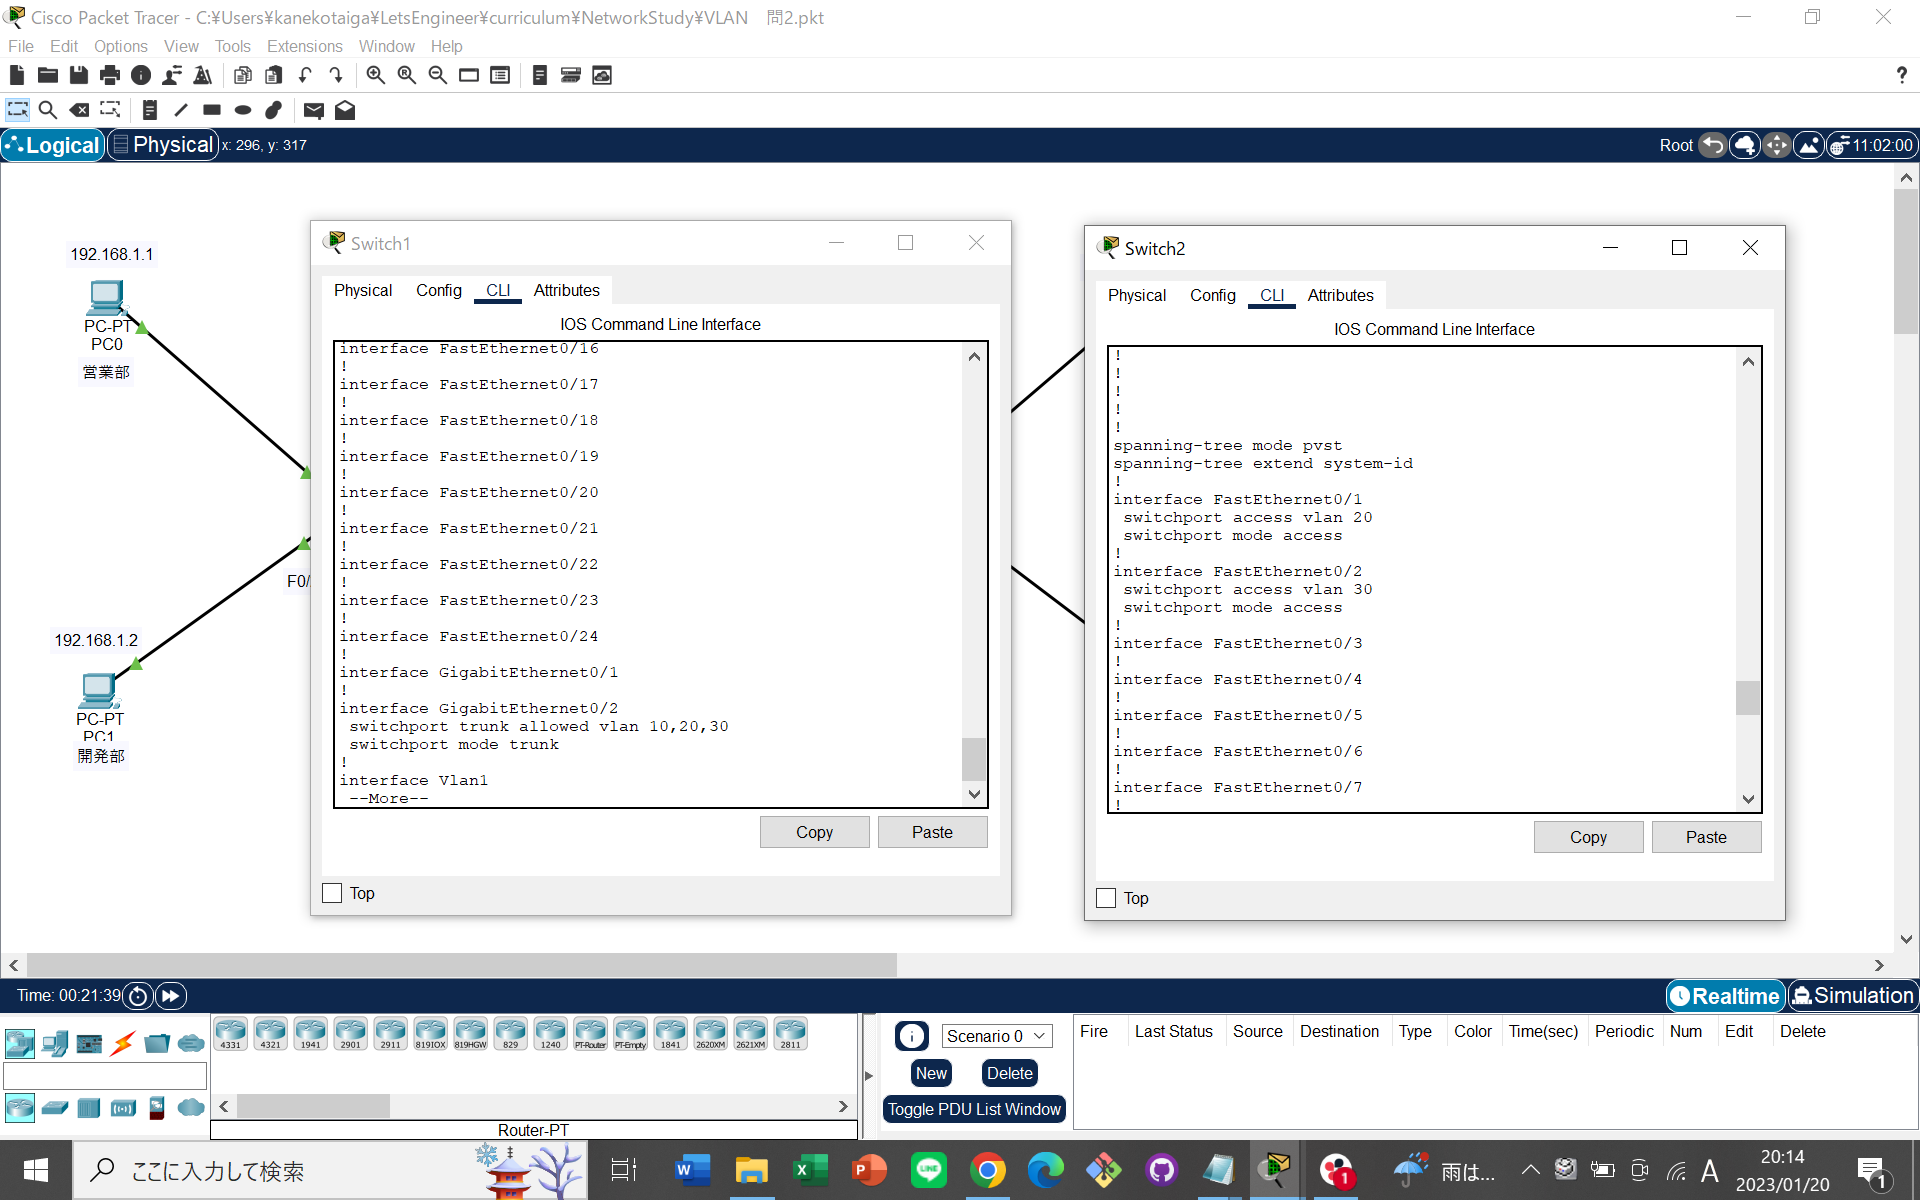 Cisco Packet Tracer - C:¥Users¥kanekotaiga¥LetsEngineer¥curriculum¥NetworkStudy¥VLAN　問2.pkt
File Edit Options View Tools Extensions Window Help
?
Logical Physical x: 296, y: 317 Root 11:02:00
192.168.1.1
PC-PT
PC0
営業部
F0/
192.168.1.2
PC-PT
PC1
開発部
Switch1
Physical Config CLI Attributes
IOS Command Line Interface
interface FastEthernet0/16
!
interface FastEthernet0/17
!
interface FastEthernet0/18
!
interface FastEthernet0/19
!
interface FastEthernet0/20
!
interface FastEthernet0/21
!
interface FastEthernet0/22
!
interface FastEthernet0/23
!
interface FastEthernet0/24
!
interface GigabitEthernet0/1
!
interface GigabitEthernet0/2
switchport trunk allowed vlan 10,20,30
switchport mode trunk
!
interface Vlan1
--More--
Copy Paste
Top
Switch2
Physical Config CLI Attributes
IOS Command Line Interface
!
!
!
!
!
spanning-tree mode pvst
spanning-tree extend system-id
!
interface FastEthernet0/1
switchport access vlan 20
switchport mode access
!
interface FastEthernet0/2
switchport access vlan 30
switchport mode access
!
interface FastEthernet0/3
!
interface FastEthernet0/4
!
interface FastEthernet0/5
!
interface FastEthernet0/6
!
interface FastEthernet0/7
!
Copy Paste
Top
Time: 00:21:39 Realtime Simulation
4331 4321 1941 2901 2911 819IOX 819HGW 829 1240 PT-Router PT-Empty 1841 2620XM 2621XM 2811
Router-PT
Scenario 0
New Delete
Toggle PDU List Window
Fire Last Status Source Destination Type Color Time(sec) Periodic Num Edit Delete
ここに入力して検索
雨は...
A
20:14
2023/01/20
1